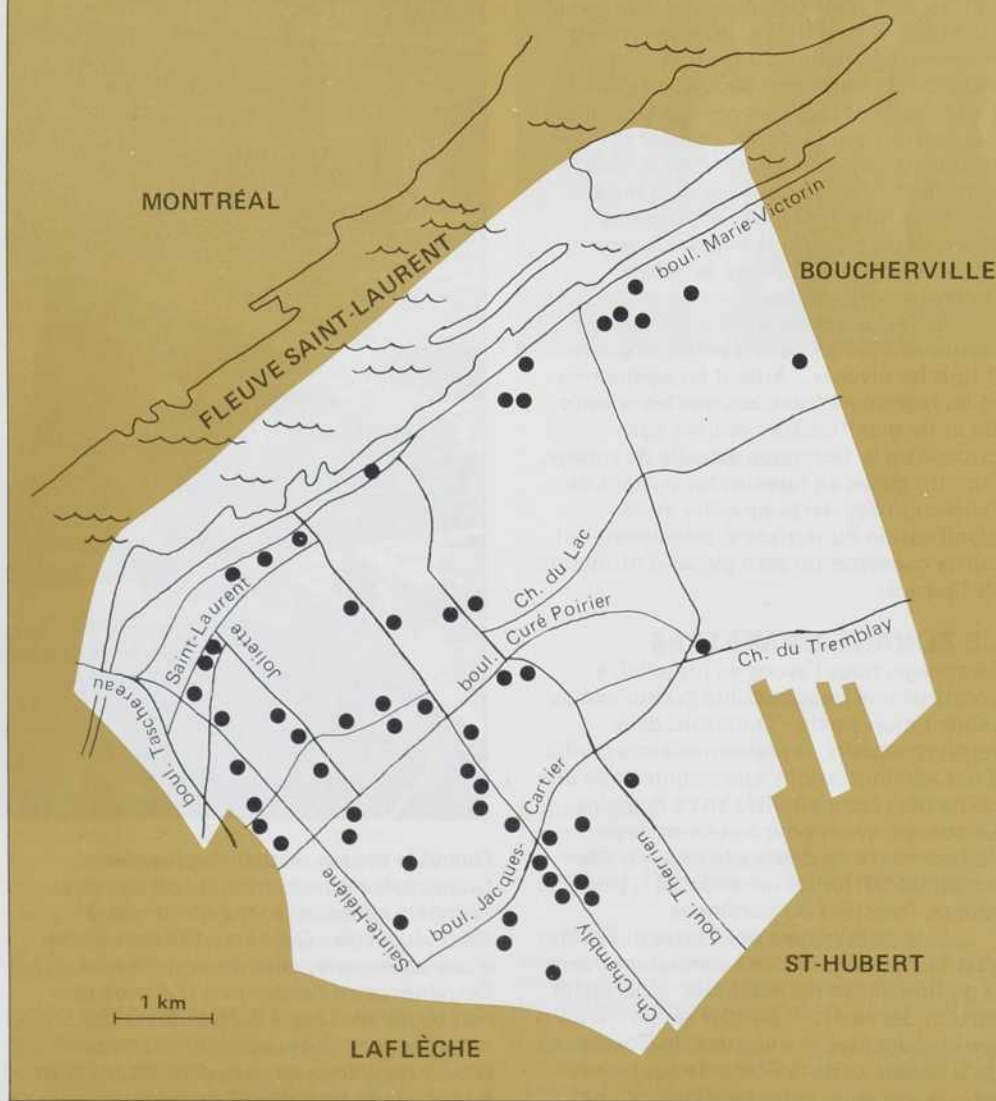 MONTRÉAL
FLEUVE SAINT-LAURENT
boul. Marie-Victorin
BOUCHERVILLE
Ch. du Lac
boul. Curé Poirier
Ch. du Tremblay
Saint-Laurent
Joliette
boul. Taschereau
boul. Jacques-Cartier
boul. Therrien
Sainte-Hélène
Ch. Chambly
ST-HUBERT
1 km
LAFLÈCHE